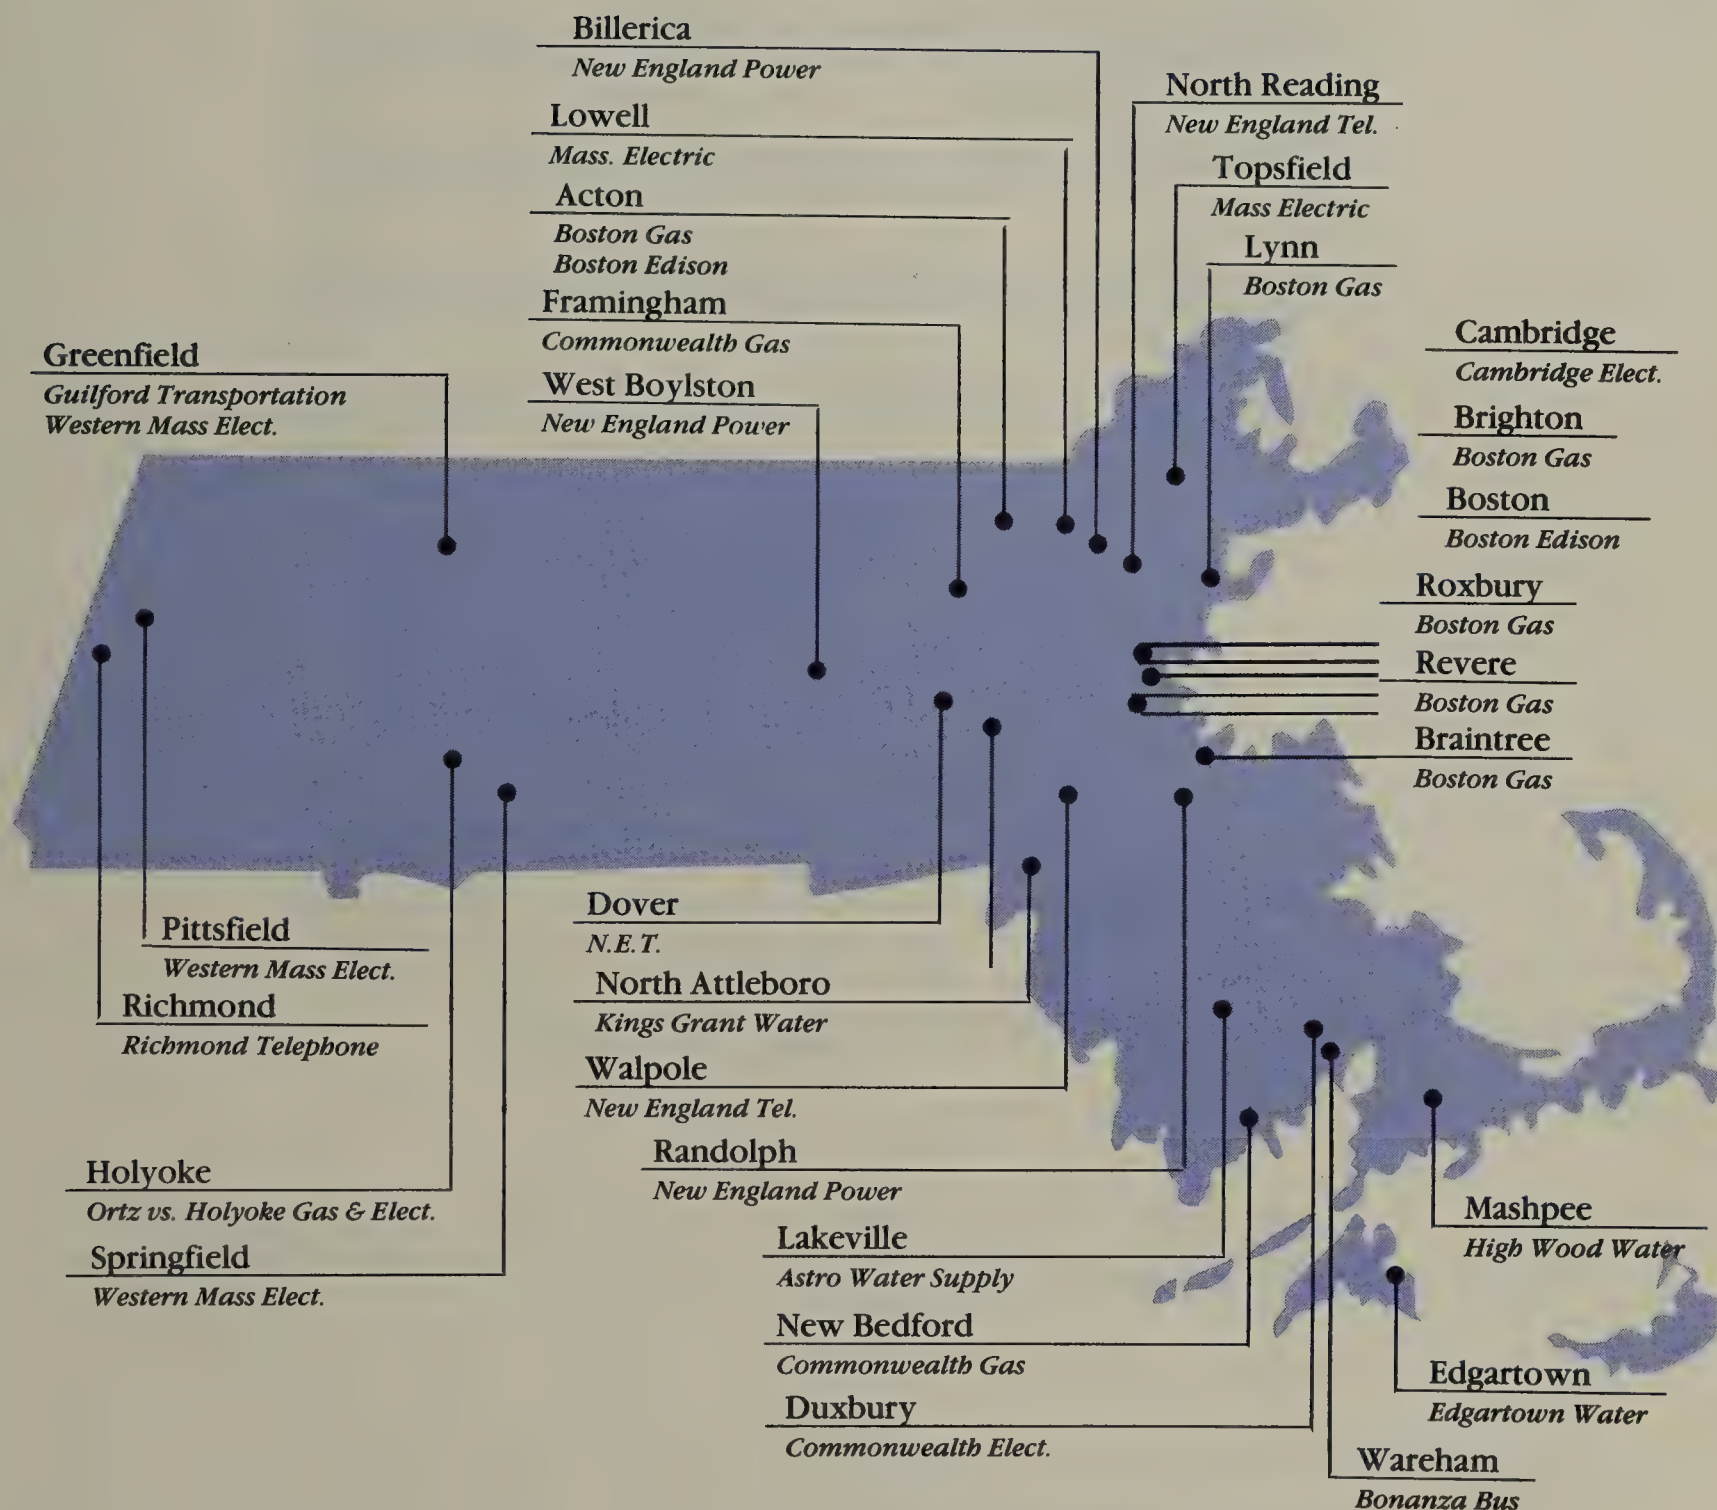 Billerica
New England Power
Lowell
Mass. Electric
Acton
Boston Gas
Boston Edison
Framingham
Commonwealth Gas
West Boylston
New England Power
North Reading
New England Tel.
Topsfield
Mass Electric
Lynn
Boston Gas
Greenfield
Guilford Transportation
Western Mass Elect.
Cambridge
Cambridge Elect.
Brighton
Boston Gas
Boston
Boston Edison
Roxbury
Boston Gas
Revere
Boston Gas
Braintree
Boston Gas
Pittsfield
Western Mass Elect.
Richmond
Richmond Telephone
Holyoke
Ortz vs. Holyoke Gas & Elect.
Springfield
Western Mass Elect.
Dover
N.E.T.
North Attleboro
Kings Grant Water
Walpole
New England Tel.
Randolph
New England Power
Lakeville
Astro Water Supply
New Bedford
Commonwealth Gas
Duxbury
Commonwealth Elect.
Mashpee
High Wood Water
Edgartown
Edgartown Water
Wareham
Bonanza Bus